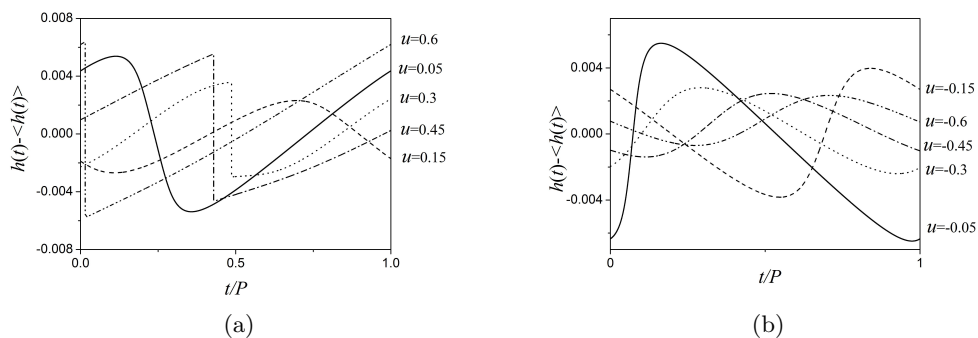 0.008
0.004
0.000
-0.004
-0.008
h(t)-<h(t)>
0.0
0.5
1.0
t/P
u=0.6
u=0.05
u=0.3
u=0.45
u=0.15
(a)
0.004
0.000
-0.004
h(t)-<h(t)>
0
1
t/P
u=-0.15
u=-0.6
u=-0.45
u=-0.3
u=-0.05
(b)